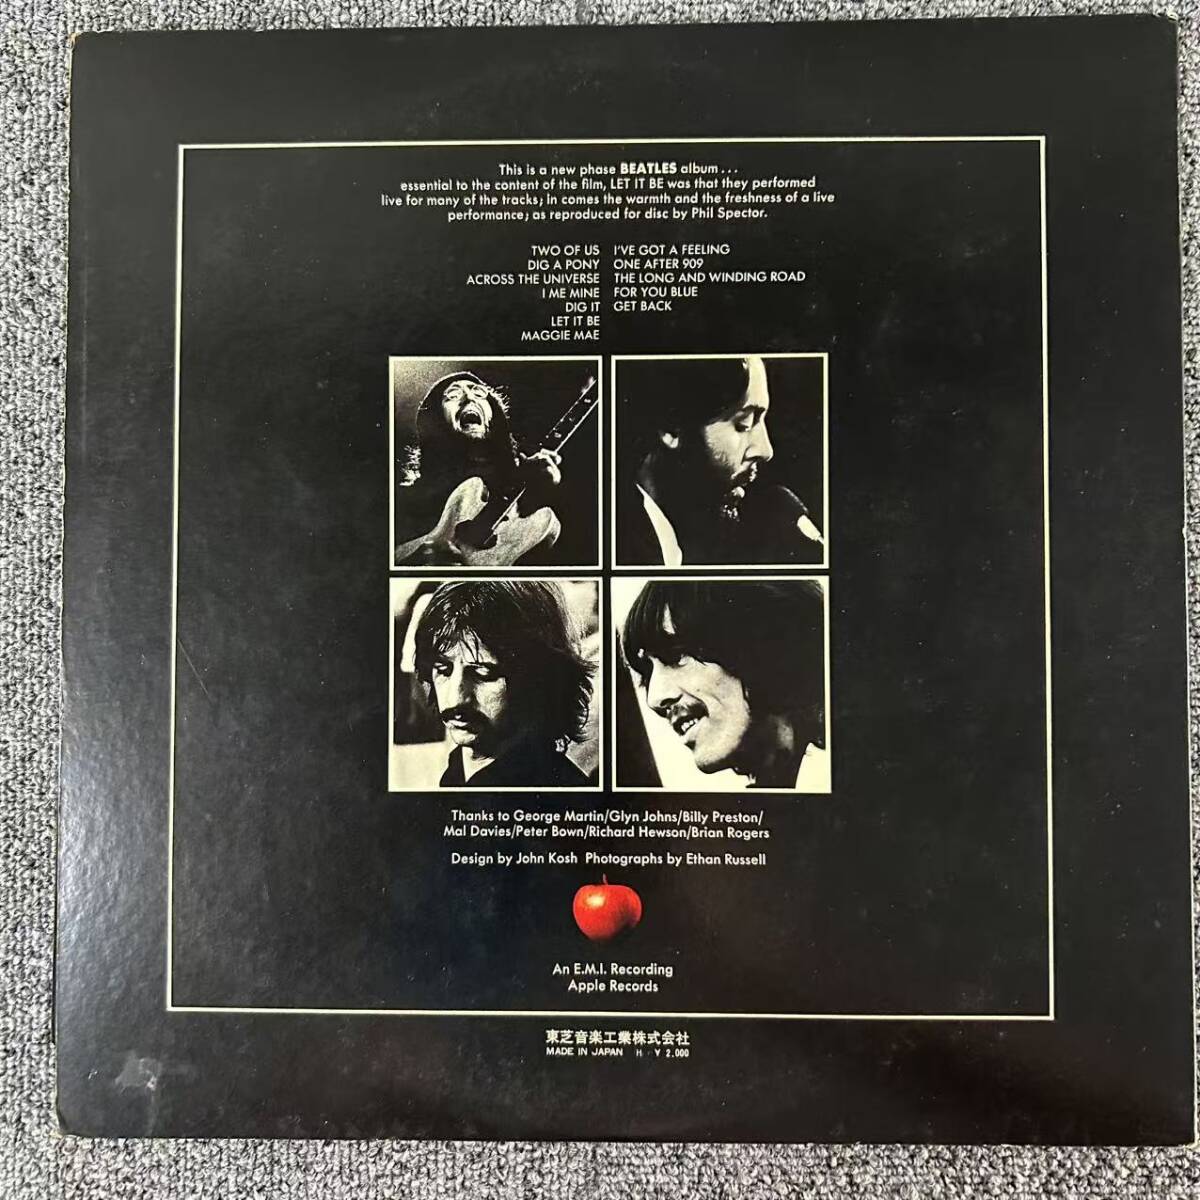 This is a new phase BEATLES album . . .
essential to the content of the film, LET IT BE was that they performed
live for many of the tracks; in comes the warmth and the freshness of a live
performance; as reproduced for disc by Phil Spector.
TWO OF US
DIG A PONY
ACROSS THE UNIVERSE
I ME MINE
DIG IT
LET IT BE
MAGGIE MAE
I'VE GOT A FEELING
ONE AFTER 909
THE LONG AND WINDING ROAD
FOR YOU BLUE
GET BACK
Thanks to George Martin/Glyn Johns/Billy Preston/
Mal Davies/Peter Bown/Richard Hewson/Brian Rogers
Design by John Kosh Photographs by Ethan Russell
An E.M.I. Recording
Apple Records
東芝音楽工業株式会社
MADE IN JAPAN H · Y 2,000